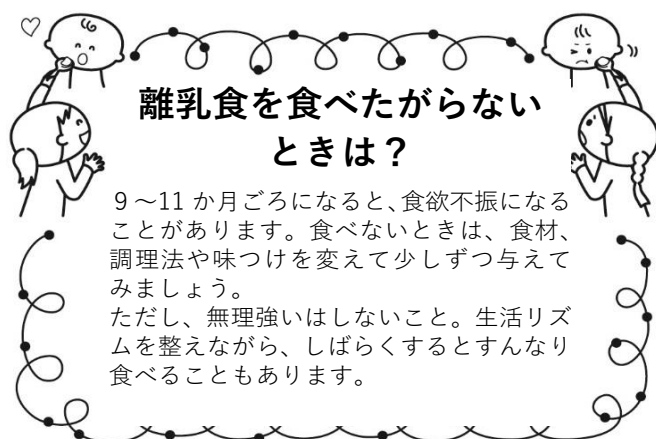 離乳食を食べたがらない
ときは？
９～11 か月ごろになると、食欲不振になる
ことがあります。食べないときは、食材、
調理法や味つけを変えて少しずつ与えて
みましょう。
ただし、無理強いはしないこと。生活リズ
ムを整えながら、しばらくするとすんなり
食べることもあります。